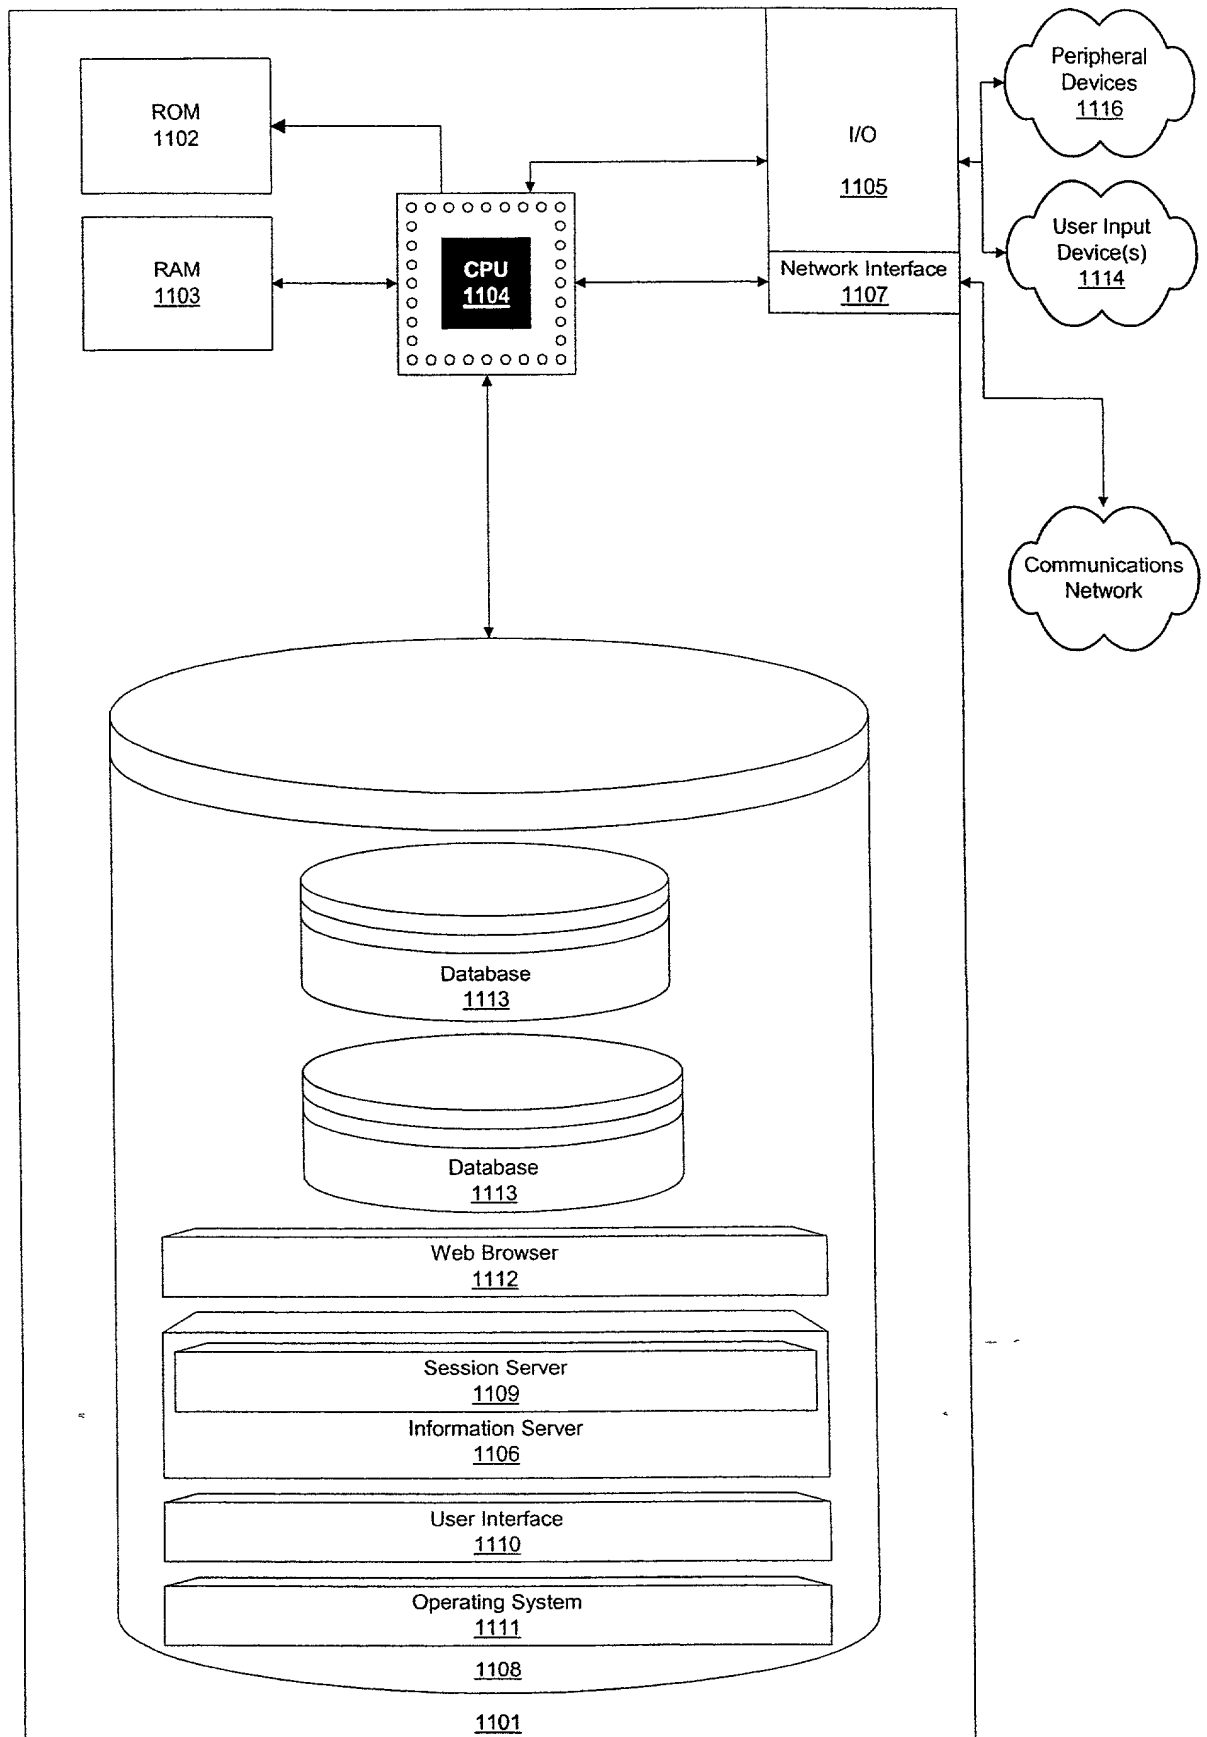 ROM
1102
RAM
1103
CPU
1104
I/O
1105
Network Interface
1107
Peripheral
Devices
1116
User Input
Device(s)
1114
Communications
Network
Database
1113
Database
1113
Web Browser
1112
Session Server
1109
Information Server
1106
User Interface
1110
Operating System
1111
1108
1101